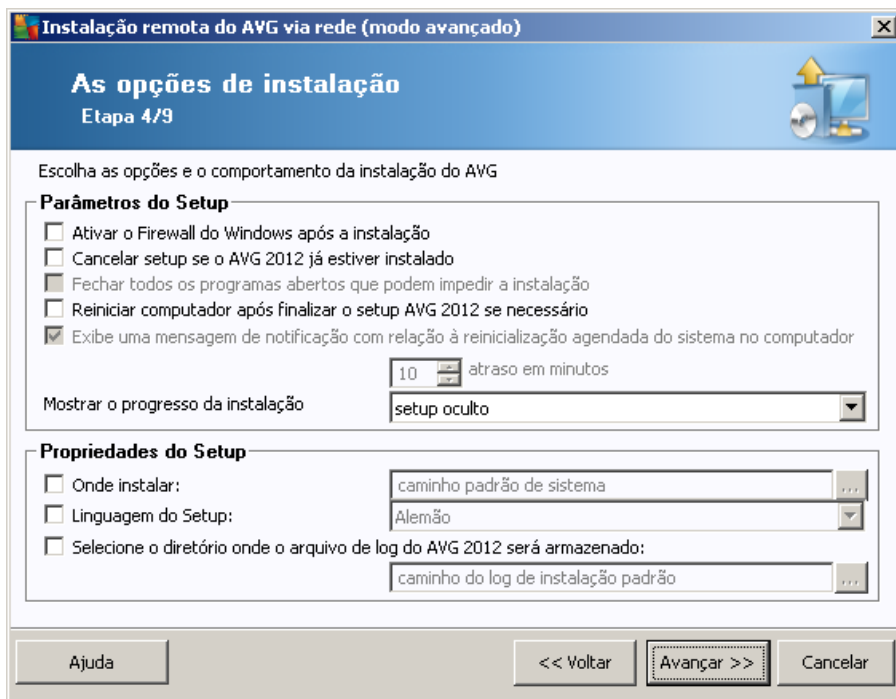 Instalação remota do AVG via rede (modo avançado)
As opções de instalação
Etapa 4/9
Escolha as opções e o comportamento da instalação do AVG
Parâmetros do Setup
Ativar o Firewall do Windows após a instalação
Cancelar setup se o AVG 2012 já estiver instalado
Fechar todos os programas abertos que podem impedir a instalação
Reiniciar computador após finalizar o setup AVG 2012 se necessário
Exibe uma mensagem de notificação com relação à reinicialização agendada do sistema no computador
10 atraso em minutos
Mostrar o progresso da instalação setup oculto
Propriedades do Setup
Onde instalar: caminho padrão de sistema ...
Linguagem do Setup: Alemão
Selecione o diretório onde o arquivo de log do AVG 2012 será armazenado:
caminho do log de instalação padrão ...
Ajuda << Voltar Avançar >> Cancelar